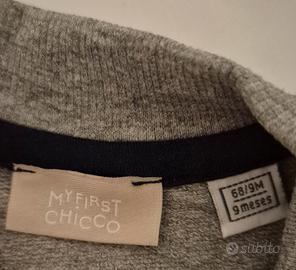 MY FIRST
CHICCO
68/9M
9 meses
subito